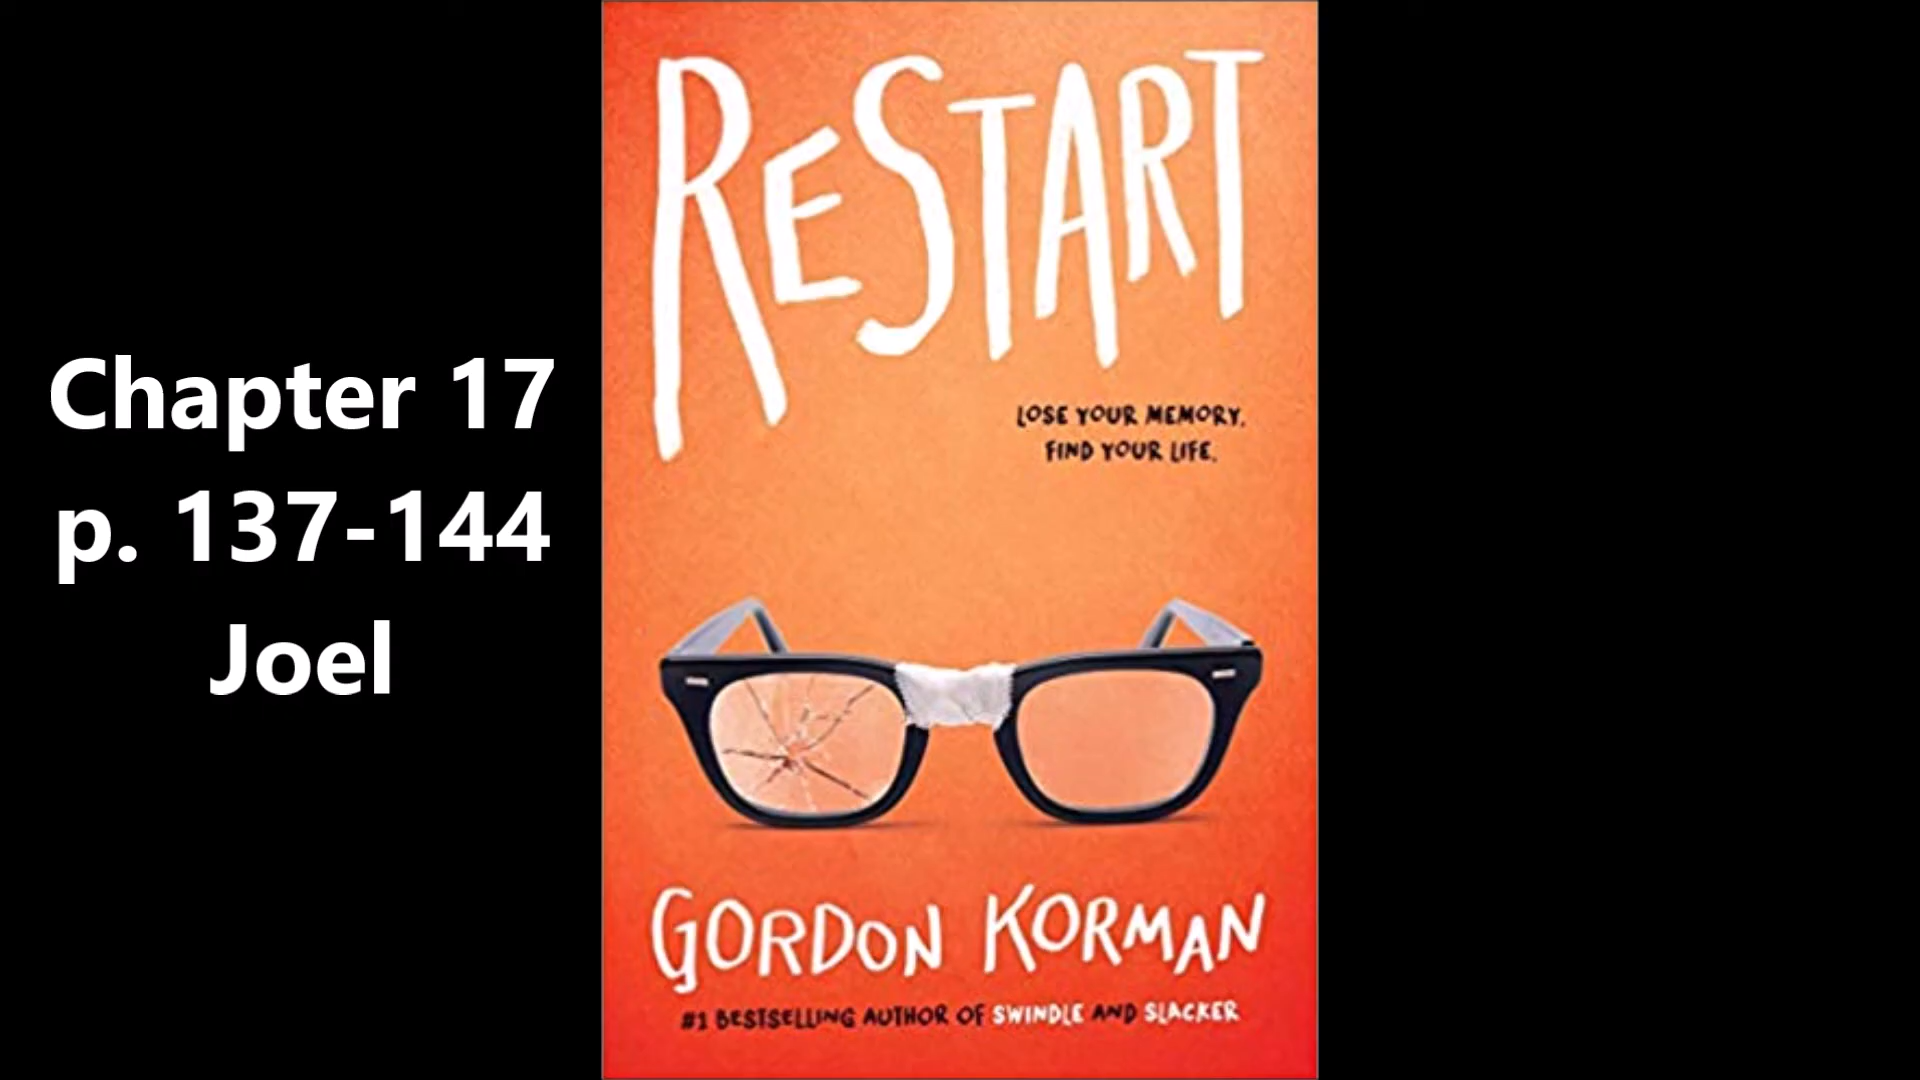 Chapter 17
p. 137-144
Joel
RESTART
LOSE YOUR MEMORY.
FIND YOUR LIFE.
GORDON KORMAN
#1 BESTSELLING AUTHOR OF SWINDLE AND SLACKER